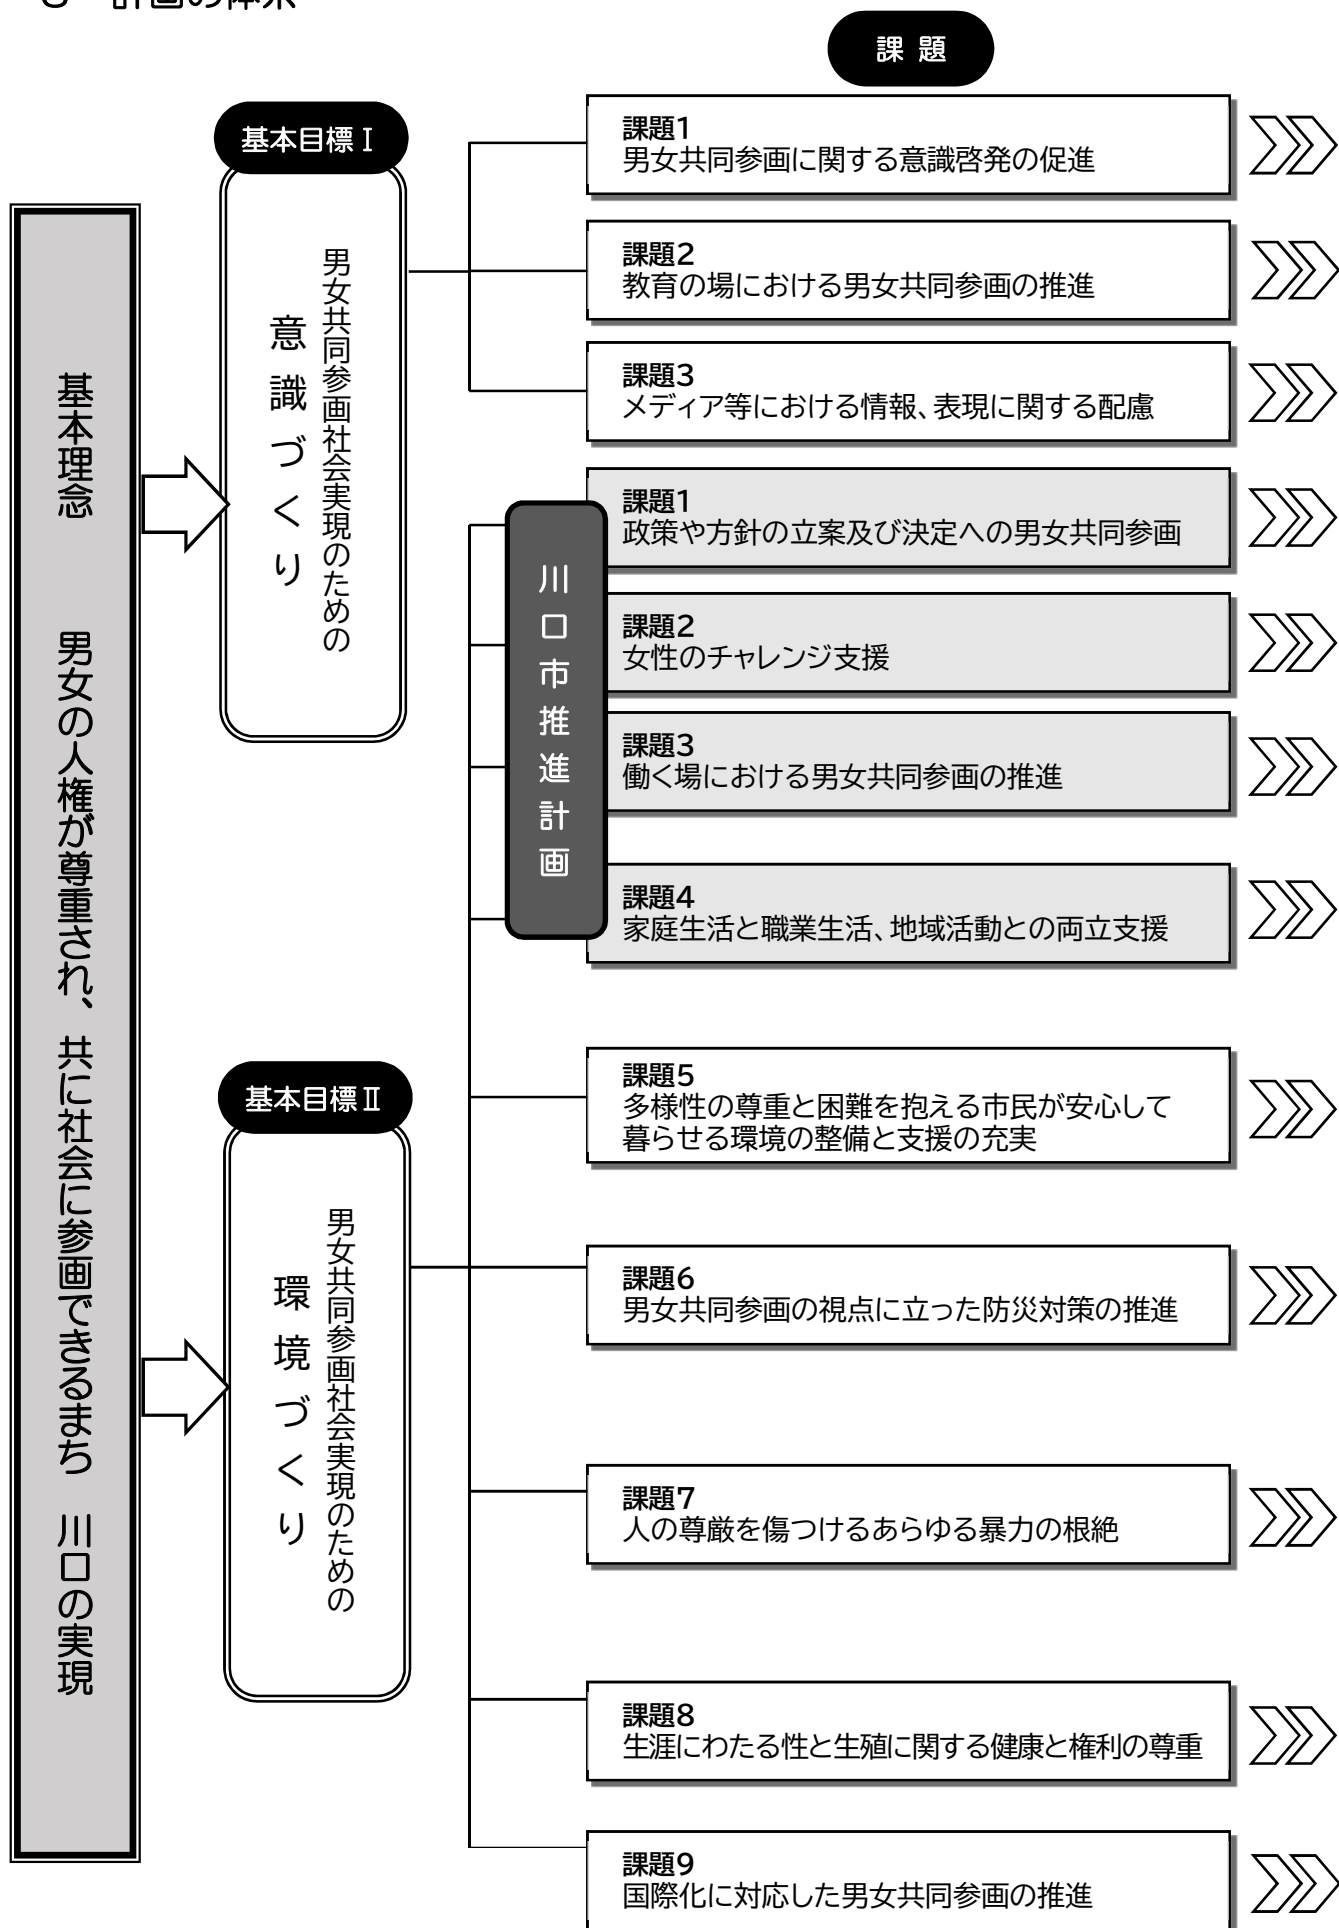 計画の体系
課 題
基本理念　男女の人権が尊重され、共に社会に参画できるまち　川口の実現
基本目標Ⅰ
男女共同参画社会実現のための
意識づくり
課題1
男女共同参画に関する意識啓発の促進
課題2
教育の場における男女共同参画の推進
課題3
メディア等における情報、表現に関する配慮
基本目標Ⅱ
男女共同参画社会実現のための
環境づくり
川口市推進計画
課題1
政策や方針の立案及び決定への男女共同参画
課題2
女性のチャレンジ支援
課題3
働く場における男女共同参画の推進
課題4
家庭生活と職業生活、地域活動との両立支援
課題5
多様性の尊重と困難を抱える市民が安心して
暮らせる環境の整備と支援の充実
課題6
男女共同参画の視点に立った防災対策の推進
課題7
人の尊厳を傷つけるあらゆる暴力の根絶
課題8
生涯にわたる性と生殖に関する健康と権利の尊重
課題9
国際化に対応した男女共同参画の推進